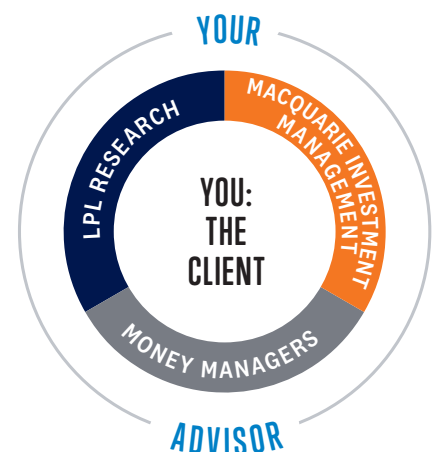 YOUR
LPL RESEARCH
MACQUARIE INVESTMENT
MANAGEMENT
YOU:
THE
CLIENT
MONEY MANAGERS
ADVISOR